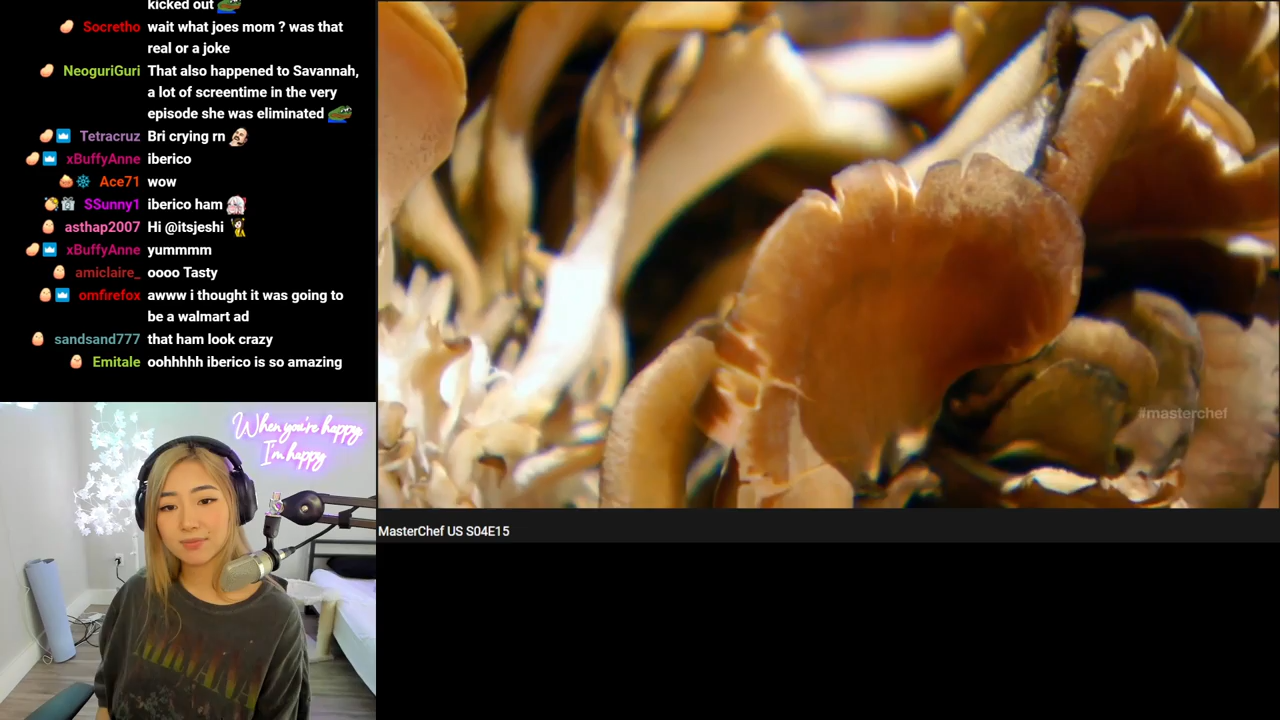 kicked out
Socretho wait what joes mom ? was that
real or a joke
NeoguriGuri That also happened to Savannah,
a lot of screentime in the very
episode she was eliminated
Tetracruz Bri crying rn
xBuffyAnne iberico
Ace71 wow
SSunny1 iberico ham
asthap2007 Hi @itsjeshi
xBuffyAnne yummmm
amiclaire_ oooo Tasty
omfirefox awww i thought it was going to
be a walmart ad
sandsand777 that ham look crazy
Emitale oohhhhh iberico is so amazing
#masterchef
MasterChef US S04E15
When you're happy,
I'm happy
NIRVANA